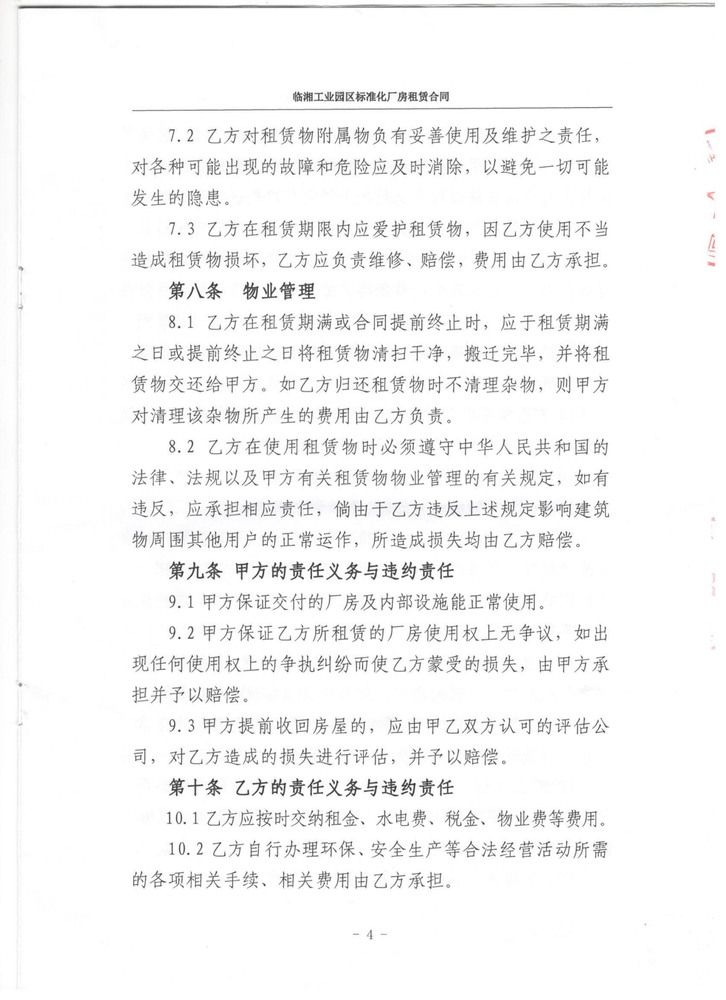 临湘工业园区标准化厂房租赁合同
7.2 乙方对租赁物附属物负有妥善使用及维护之责任，
对各种可能出现的故障和危险应及时消除，以避免一切可能
发生的隐患。
7.3 乙方在租赁期限内应爱护租赁物，因乙方使用不当
造成租赁物损坏，乙方应负责维修、赔偿，费用由乙方承担。
第八条　物业管理
8.1 乙方在租赁期满或合同提前终止时，应于租赁期满
之日或提前终止之日将租赁物清扫干净，搬迁完毕，并将租
赁物交还给甲方。如乙方归还租赁物时不清理杂物，则甲方
对清理该杂物所产生的费用由乙方负责。
8.2 乙方在使用租赁物时必须遵守中华人民共和国的
法律、法规以及甲方有关租赁物物业管理的有关规定，如有
违反，应承担相应责任，倘由于乙方违反上述规定影响建筑
物周围其他用户的正常运作，所造成损失均由乙方赔偿。
第九条 甲方的责任义务与违约责任
9.1 甲方保证交付的厂房及内部设施能正常使用。
9.2 甲方保证乙方所租赁的厂房使用权上无争议，如出
现任何使用权上的争执纠纷而使乙方蒙受的损失，由甲方承
担并予以赔偿。
9.3 甲方提前收回房屋的，应由甲乙双方认可的评估公
司，对乙方造成的损失进行评估，并予以赔偿。
第十条 乙方的责任义务与违约责任
10.1 乙方应按时交纳租金、水电费、税金、物业费等费用。
10.2 乙方自行办理环保、安全生产等合法经营活动所需
的各项相关手续、相关费用由乙方承担。
- 4 -